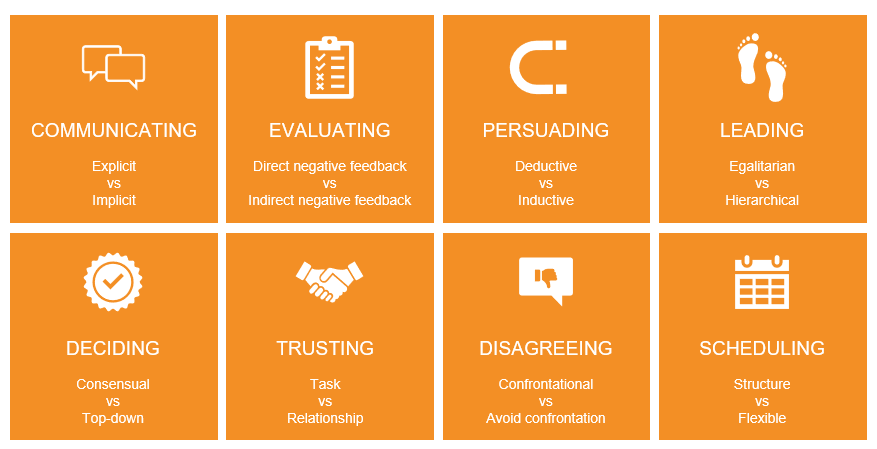 COMMUNICATING
Explicit
vs
Implicit
EVALUATING
Direct negative feedback
vs
Indirect negative feedback
PERSUADING
Deductive
vs
Inductive
LEADING
Egalitarian
vs
Hierarchical
DECIDING
Consensual
vs
Top-down
TRUSTING
Task
vs
Relationship
DISAGREEING
Confrontational
vs
Avoid confrontation
SCHEDULING
Structure
vs
Flexible